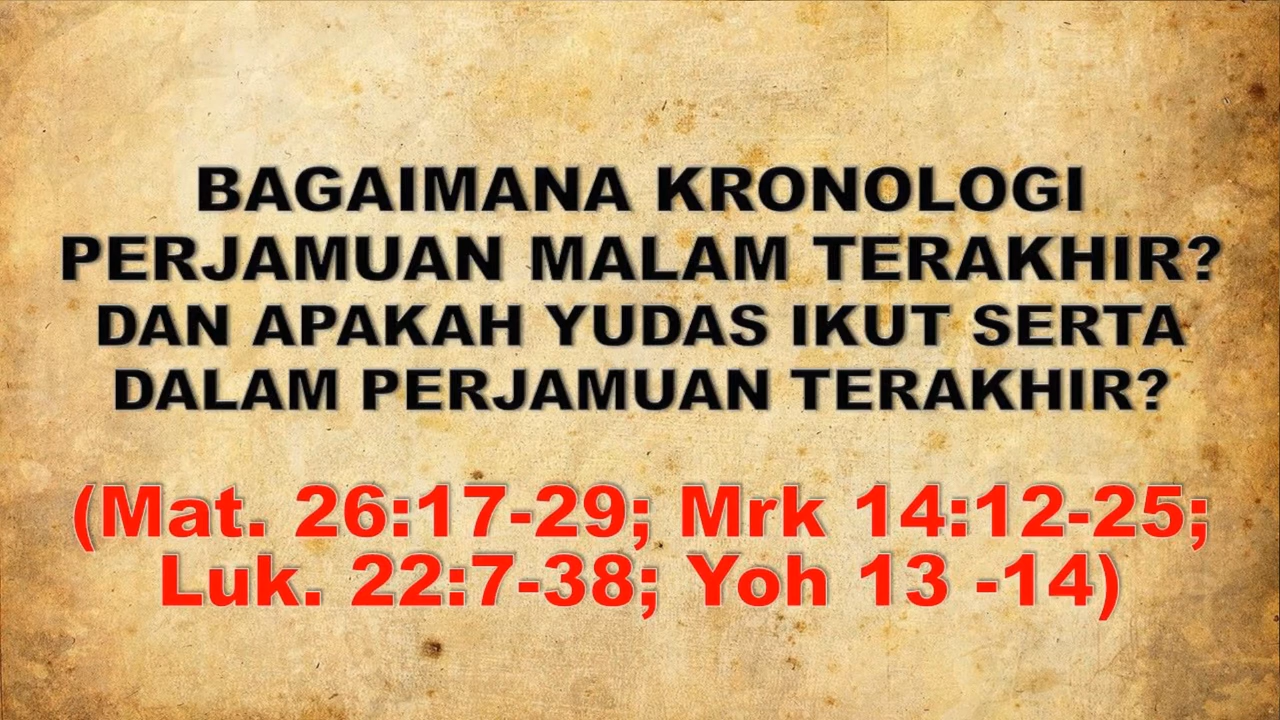 BAGAIMANA KRONOLOGI
PERJAMUAN MALAM TERAKHIR?
DAN APAKAH YUDAS IKUT SERTA
DALAM PERJAMUAN TERAKHIR?
(Mat. 26:17-29; Mrk 14:12-25;
Luk. 22:7-38; Yoh 13 -14)